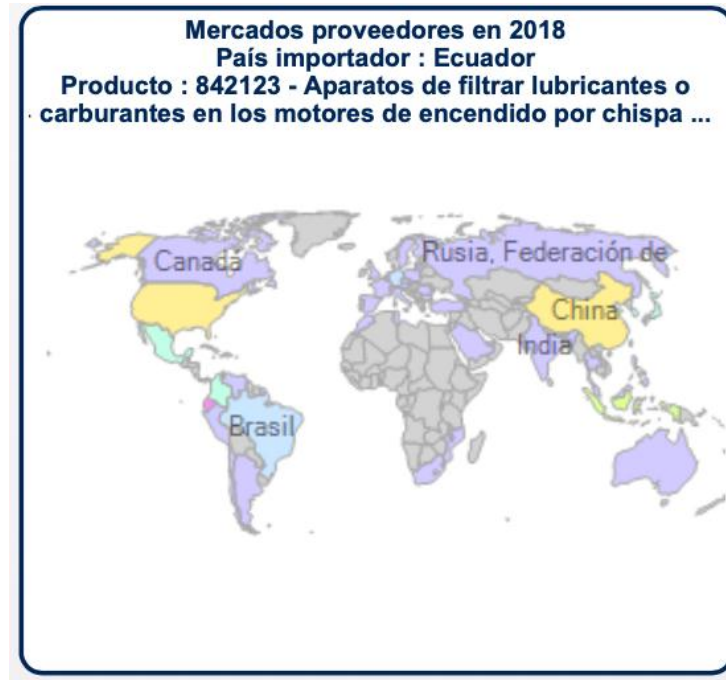 Mercados proveedores en 2018
País importador : Ecuador
Producto : 842123 - Aparatos de filtrar lubricantes o
carburantes en los motores de encendido por chispa ...
Canadá
Rusia, Federación de
China
India
Brasil